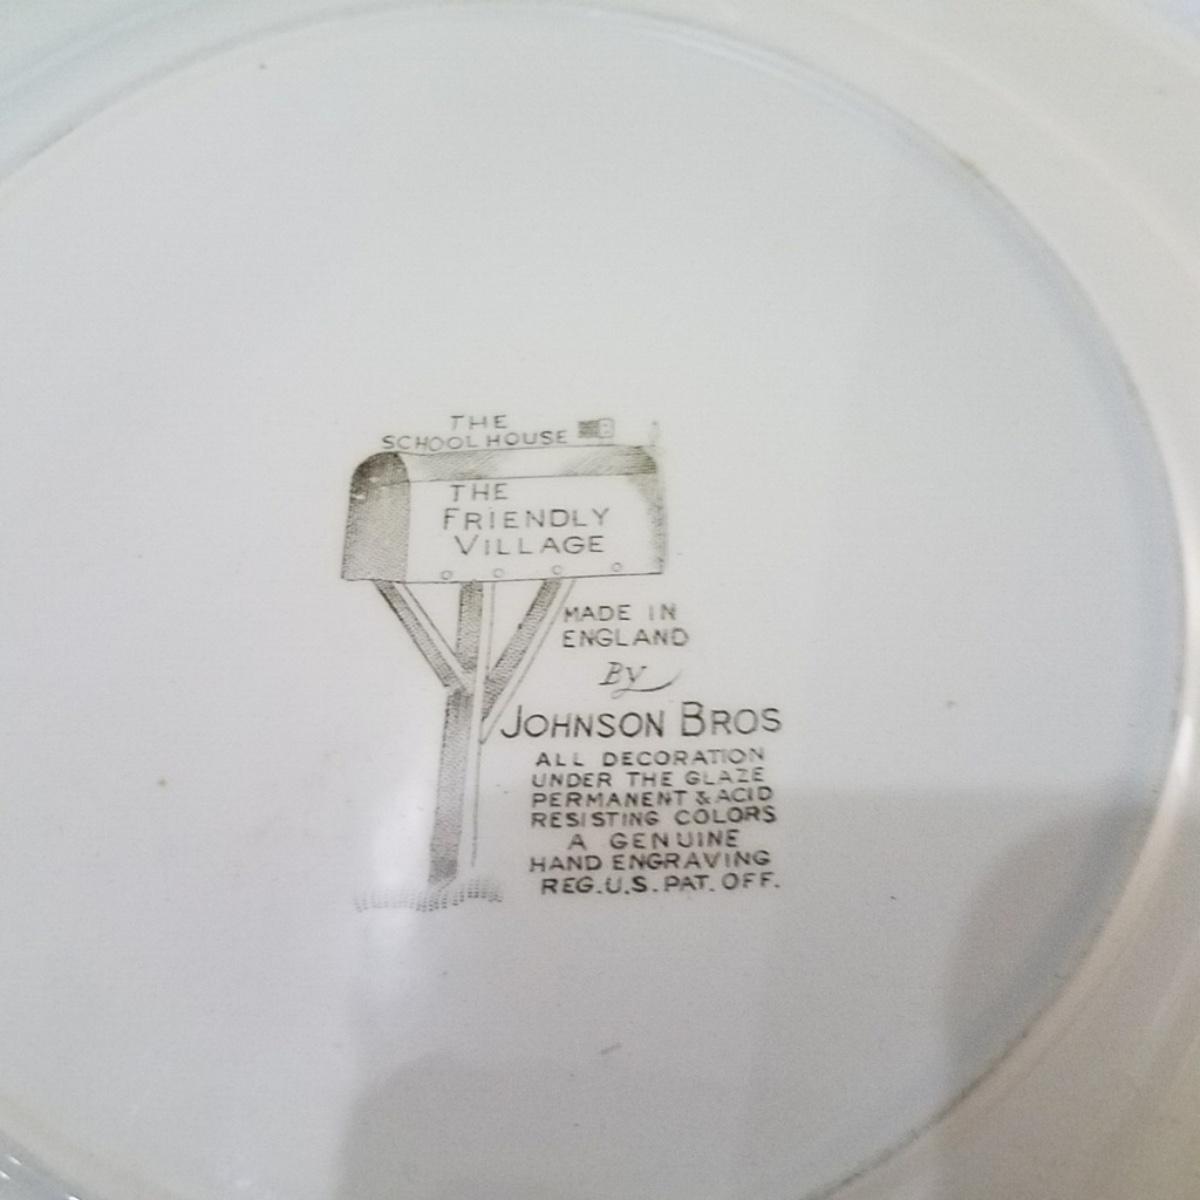 THE
SCHOOL HOUSE
THE
FRIENDLY
VILLAGE
MADE IN
ENGLAND
By
JOHNSON BROS
ALL DECORATION
UNDER THE GLAZE
PERMANENT & ACID
RESISTING COLORS
A GENUINE
HAND ENGRAVING
REG.U.S.PAT.OFF.